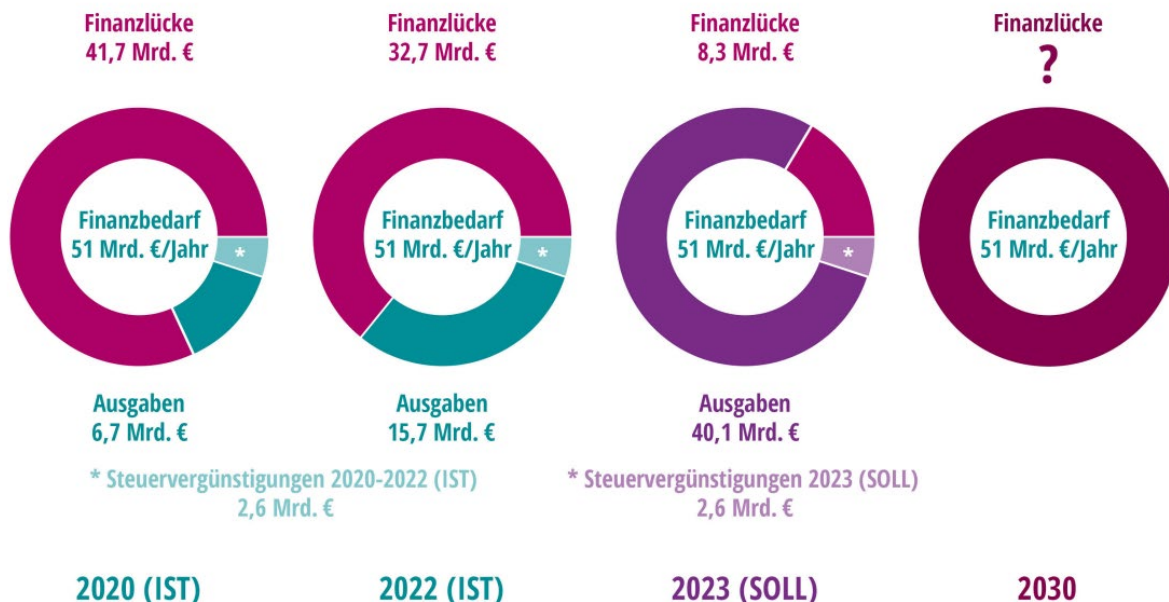 Finanzlücke
41,7 Mrd. €
Finanzlücke
32,7 Mrd. €
Finanzlücke
8,3 Mrd. €
Finanzlücke
?
Finanzbedarf
51 Mrd. €/Jahr
*
Finanzbedarf
51 Mrd. €/Jahr
*
Finanzbedarf
51 Mrd. €/Jahr
*
Finanzbedarf
51 Mrd. €/Jahr
Ausgaben
6,7 Mrd. €
Ausgaben
15,7 Mrd. €
Ausgaben
40,1 Mrd. €
* Steuervergünstigungen 2020-2022 (IST)
2,6 Mrd. €
* Steuervergünstigungen 2023 (SOLL)
2,6 Mrd. €
2020 (IST)
2022 (IST)
2023 (SOLL)
2030